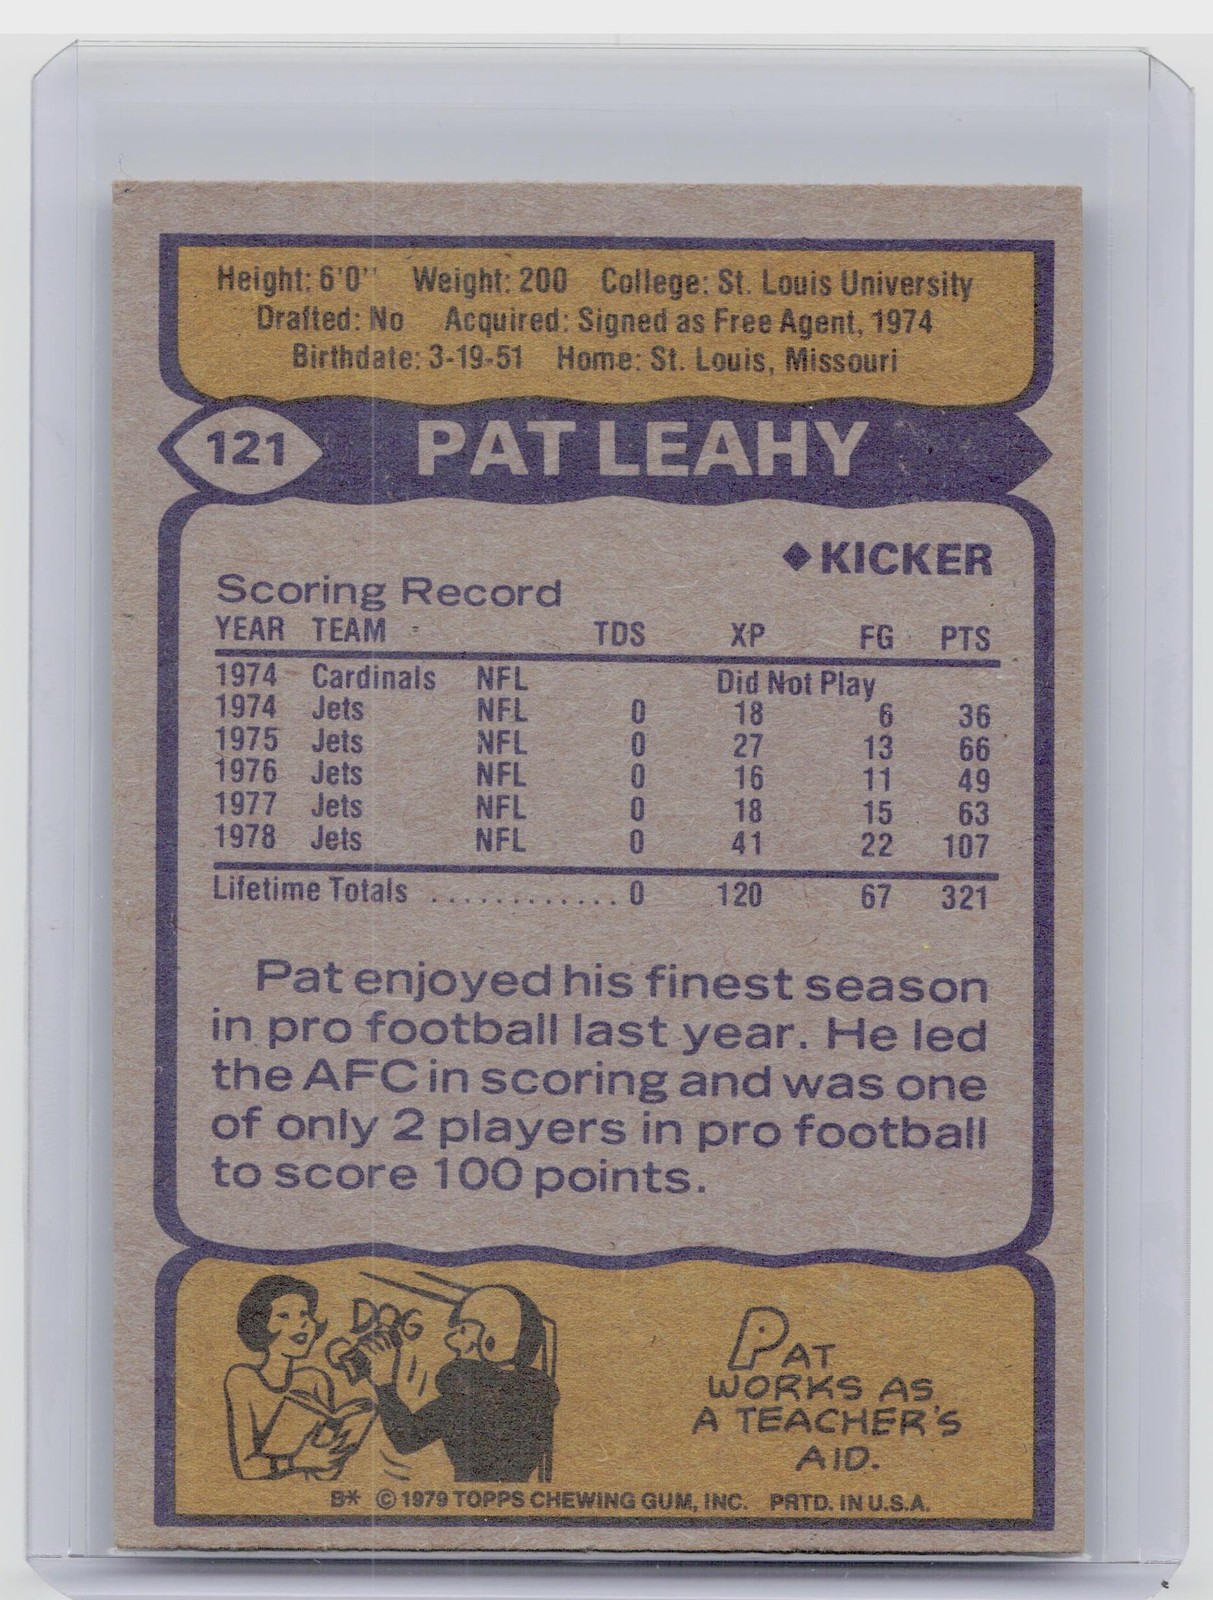 Height: 6'0'' Weight: 200 College: St. Louis University
Drafted: No Acquired: Signed as Free Agent, 1974
Birthdate: 3-19-51 Home: St. Louis, Missouri
121 PAT LEAHY
◆KICKER
Scoring Record
YEAR TEAM TDS XP FG PTS
1974 Cardinals NFL Did Not Play
1974 Jets NFL 0 18 6 36
1975 Jets NFL 0 27 13 66
1976 Jets NFL 0 16 11 49
1977 Jets NFL 0 18 15 63
1978 Jets NFL 0 41 22 107
Lifetime Totals ............ 0 120 67 321
Pat enjoyed his finest season
in pro football last year. He led
the AFC in scoring and was one
of only 2 players in pro football
to score 100 points.
DOG
PAT
WORKS AS
A TEACHER'S
AID.
B* © 1979 TOPPS CHEWING GUM, INC. PRTD. IN U.S.A.